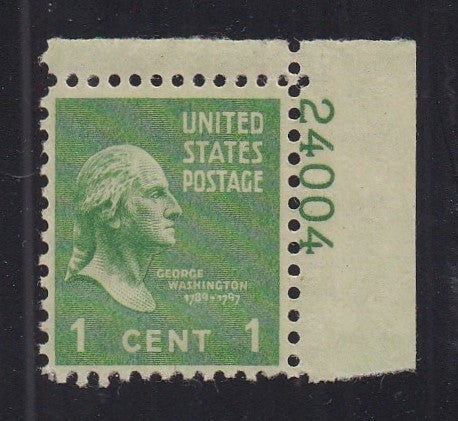 UNITED
STATES
POSTAGE
GEORGE
WASHINGTON
1789-1797
1 CENT 1
24004